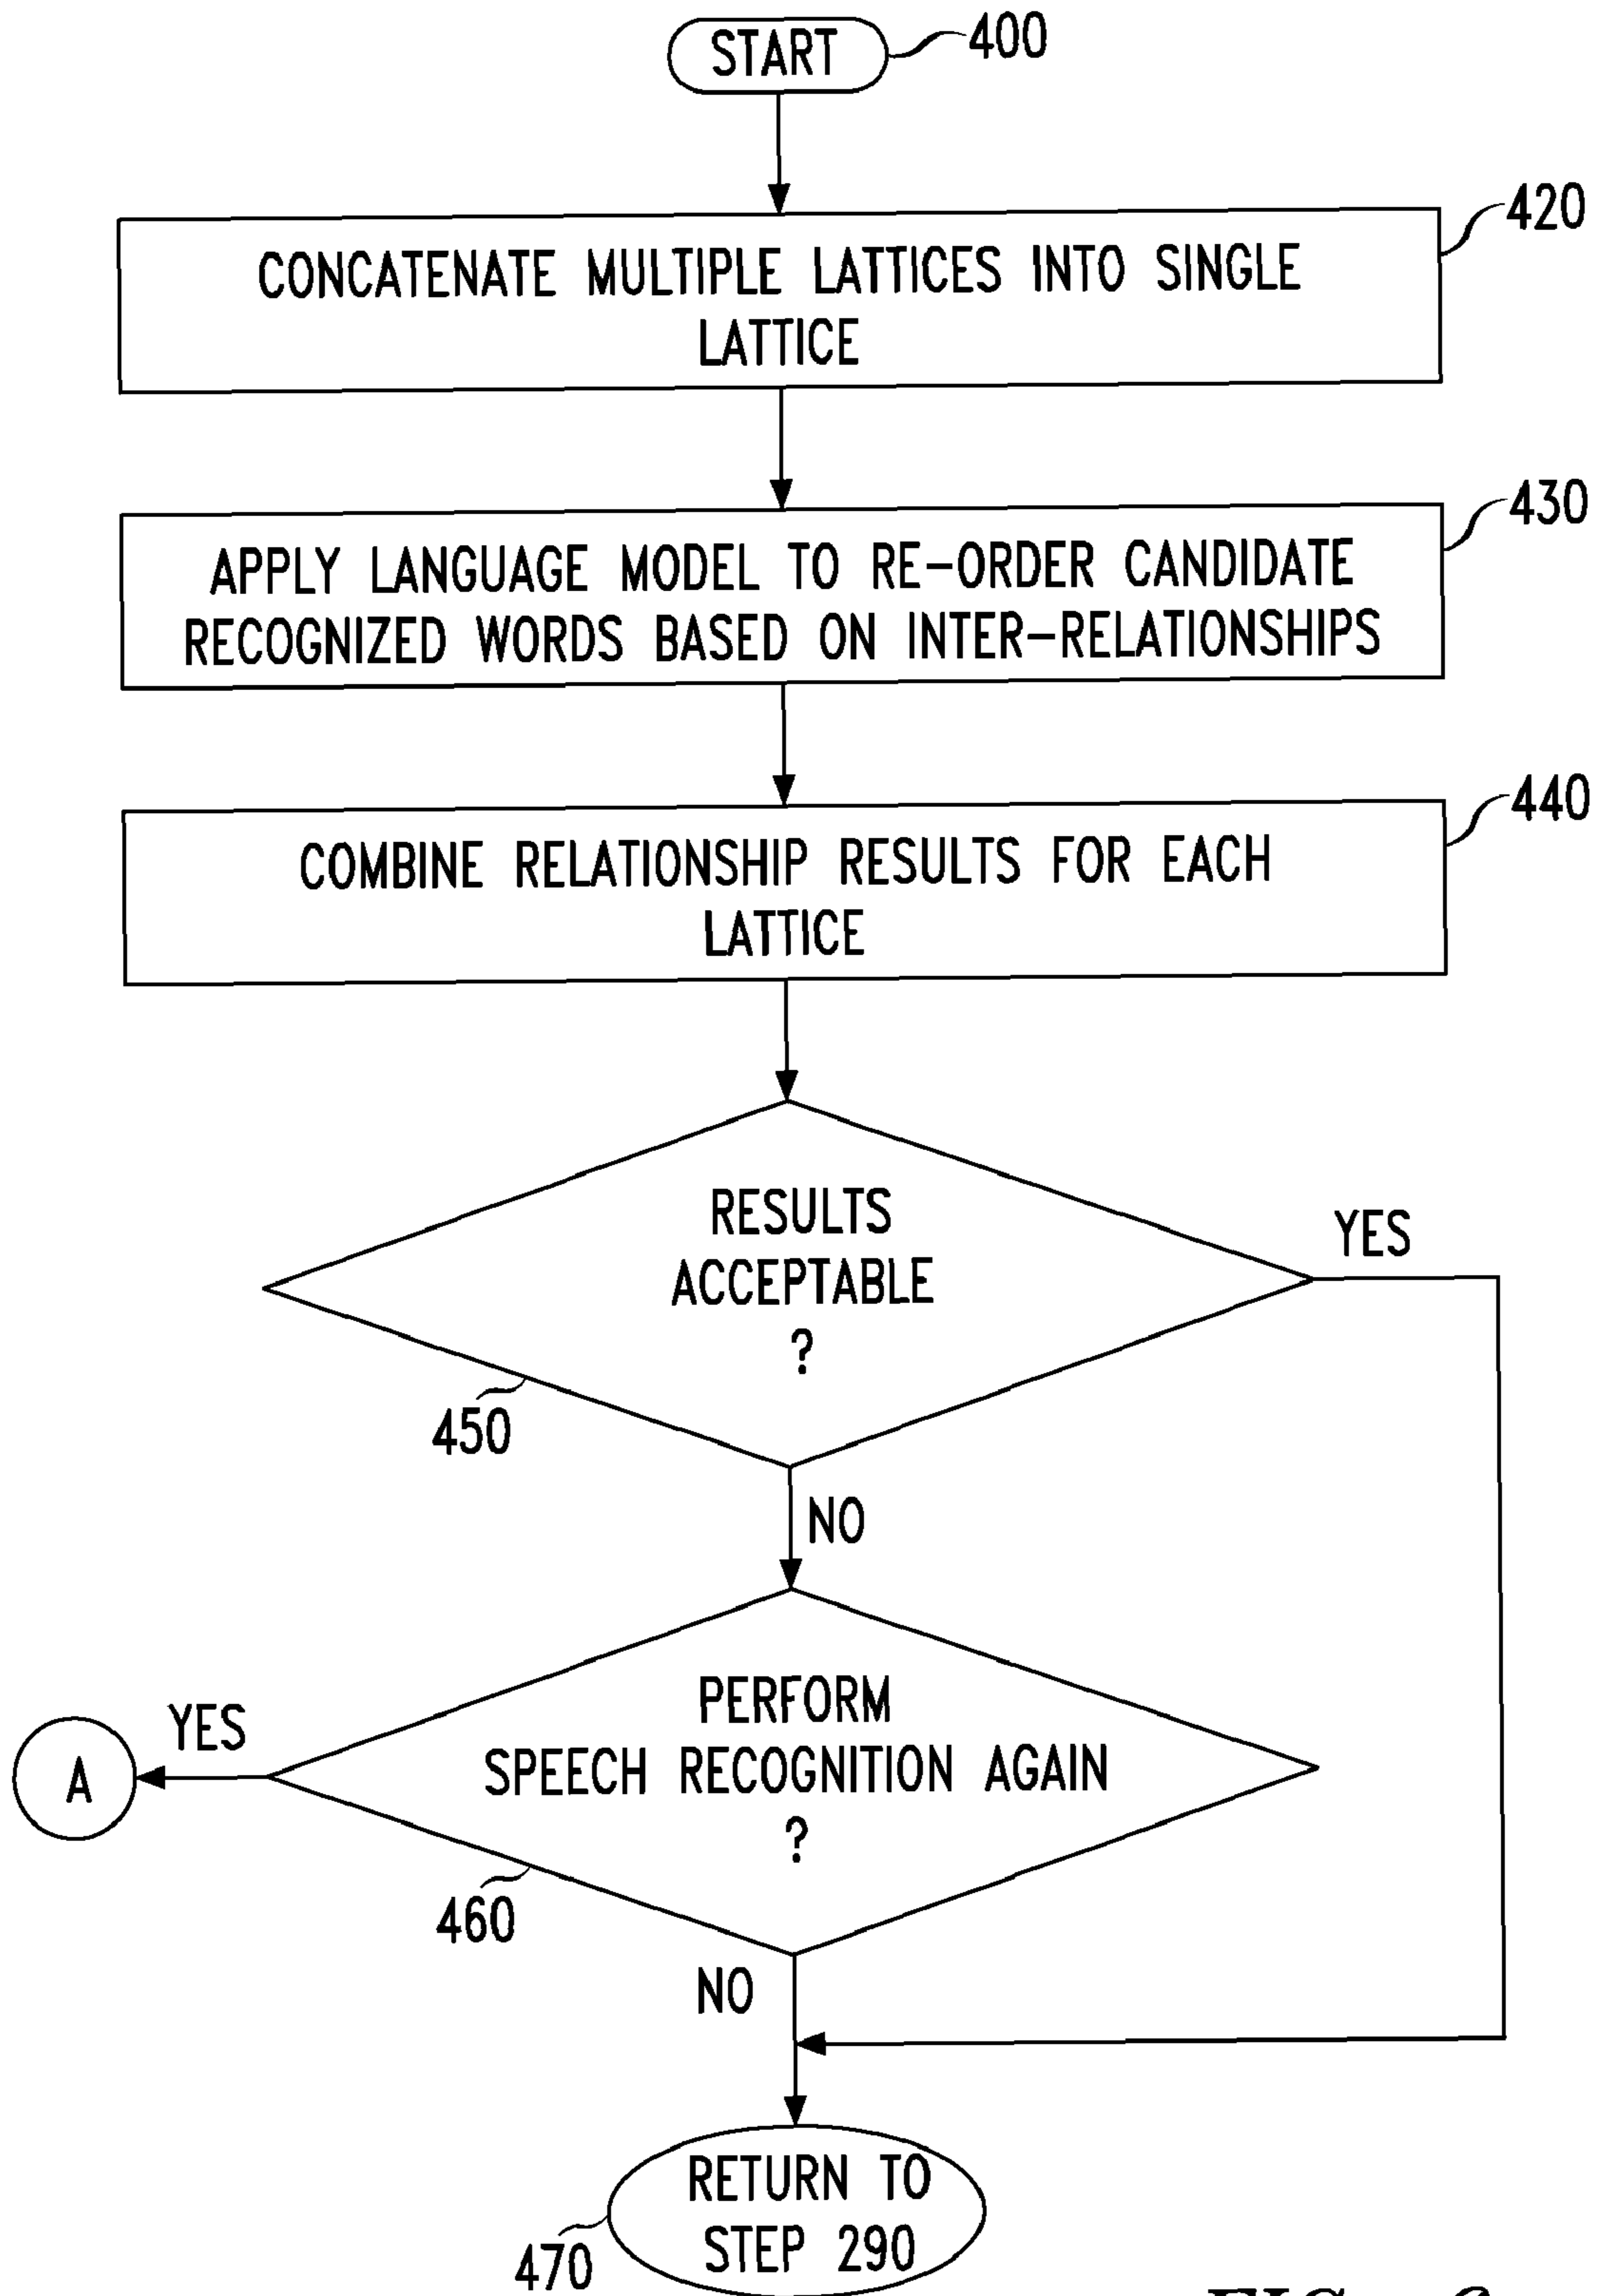 START
400
420
CONCATENATE MULTIPLE LATTICES INTO SINGLE
LATTICE
430
APPLY LANGUAGE MODEL TO RE-ORDER CANDIDATE
RECOGNIZED WORDS BASED ON INTER-RELATIONSHIPS
440
COMBINE RELATIONSHIP RESULTS FOR EACH
LATTICE
RESULTS
ACCEPTABLE
?
YES
450
NO
PERFORM
SPEECH RECOGNITION AGAIN
?
YES
A
460
NO
RETURN TO
STEP 290
470